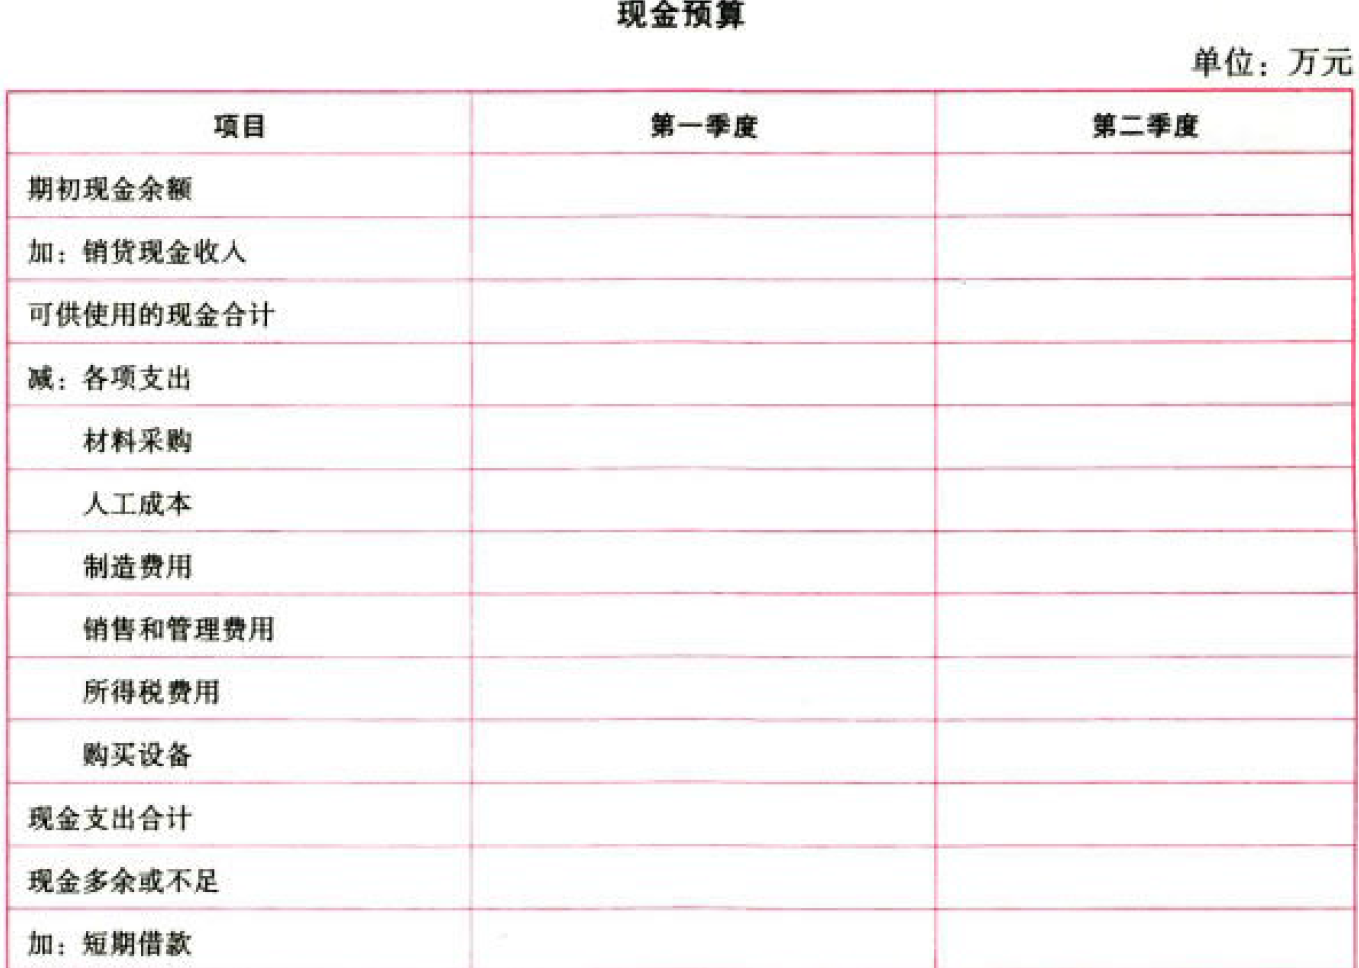 现金预算
单位：万元
项目 第一季度 第二季度
期初现金余额
加：销货现金收人
可供使用的现金合计
减：各项支出
材料采购
人工成本
制造费用
销售和管理费用
所得税费用
购买设备
现金支出合计
现金多余或不足
加：短期借款